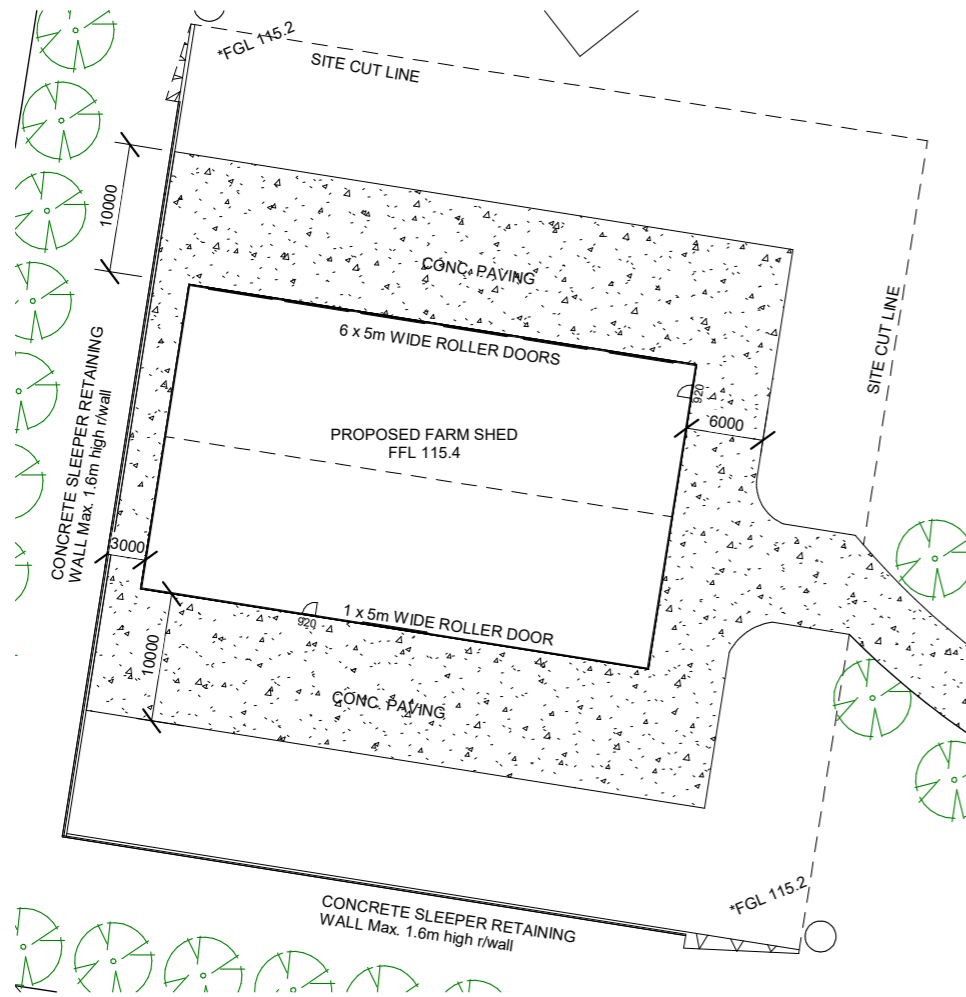 *FGL 115.2
SITE CUT LINE
10000
CONC. PAVING
6 x 5m WIDE ROLLER DOORS
SITE CUT LINE
920
6000
PROPOSED FARM SHED
FFL 115.4
CONCRETE SLEEPER RETAINING
WALL Max. 1.6m high r/wall
3000
920
1 x 5m WIDE ROLLER DOOR
10000
CONC. PAVING
*FGL 115.2
CONCRETE SLEEPER RETAINING
WALL Max. 1.6m high r/wall